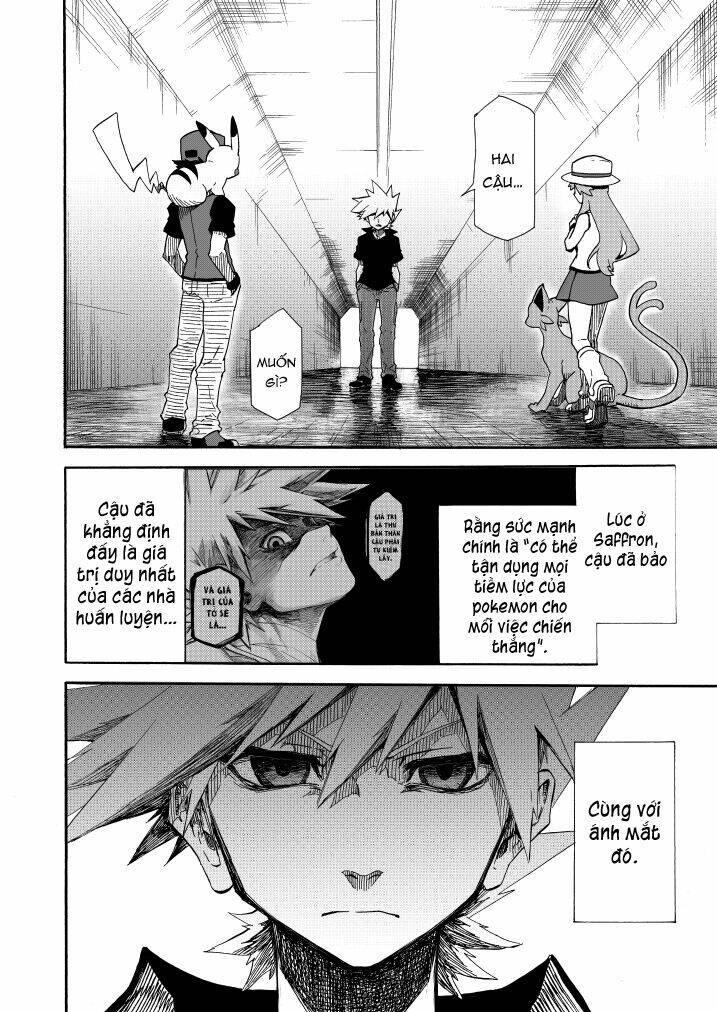 HAI
CẬU...
MUỐN
GÌ?
Lúc ở
Saffron,
cậu đã bảo
Rằng sức mạnh
chính là "có thể
tận dụng mọi
tiềm lực của
pokemon cho
mỗi việc chiến
thắng".
GIÁ TRỊ
LÀ THỨ
BẢN THÂN
CẬU PHẢI
TỰ KIẾM
LẤY.
VÀ GIÁ
TRỊ CỦA
TỚ SẼ
LÀ...
Cậu đã
khẳng định
đấy là giá
trị duy nhất
của các nhà
huấn luyện...
Cùng với
ánh mắt
đó.